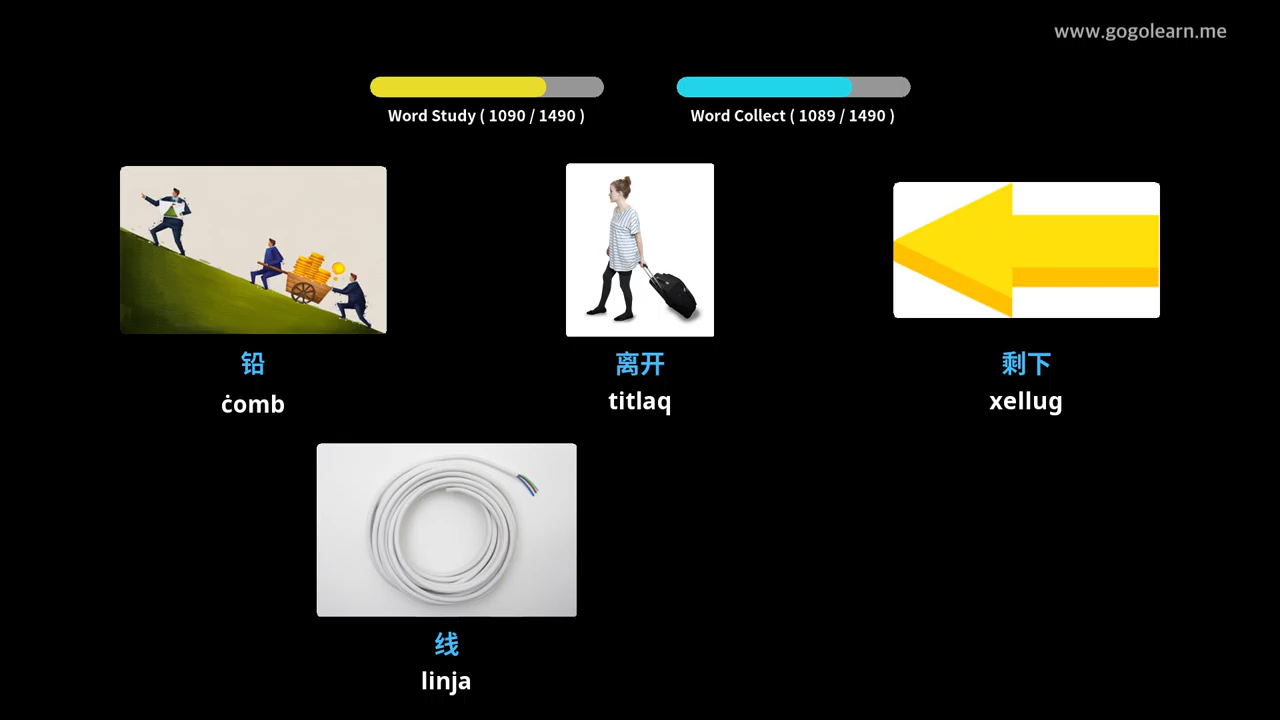 www.gogolearn.me
Word Study ( 1090 / 1490 )
Word Collect ( 1089 / 1490 )
铅
ċomb
离开
titlaq
剩下
xellug
线
linja